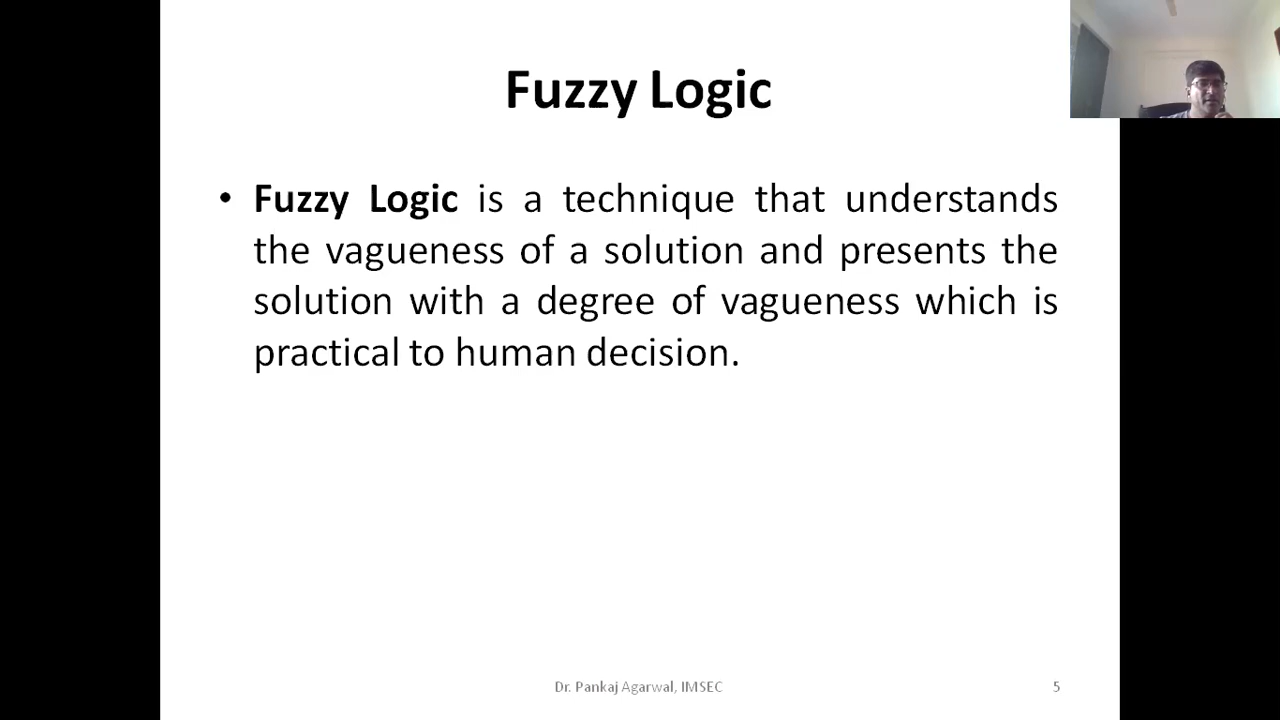 Fuzzy Logic
• Fuzzy Logic is a technique that understands
the vagueness of a solution and presents the
solution with a degree of vagueness which is
practical to human decision.
Dr. Pankaj Agarwal, IMSEC
5